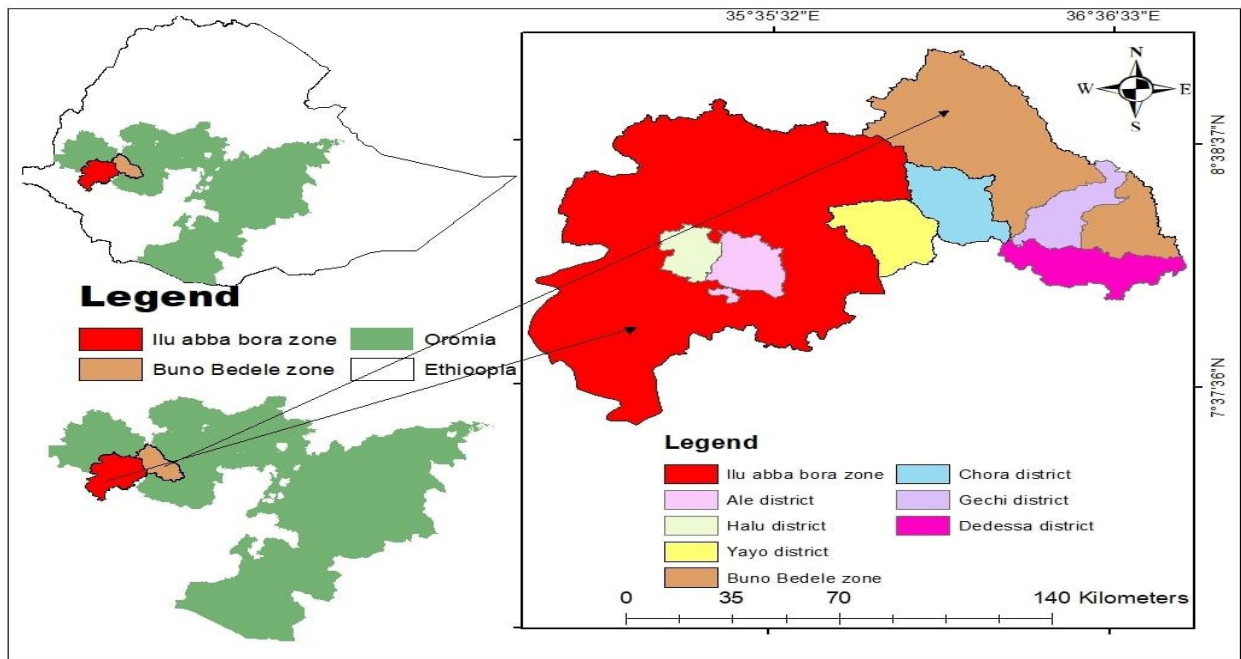 35°35'32"E 36°36'33"E
N
W E
S
8°38'37"N
7°37'36"N
Legend
Ilu abba bora zone Oromia
Buno Bedele zone Ethioopia
Legend
Ilu abba bora zone Chora district
Ale district Gechi district
Halu district Dedessa district
Yayo district
Buno Bedele zone
0 35 70 140 Kilometers